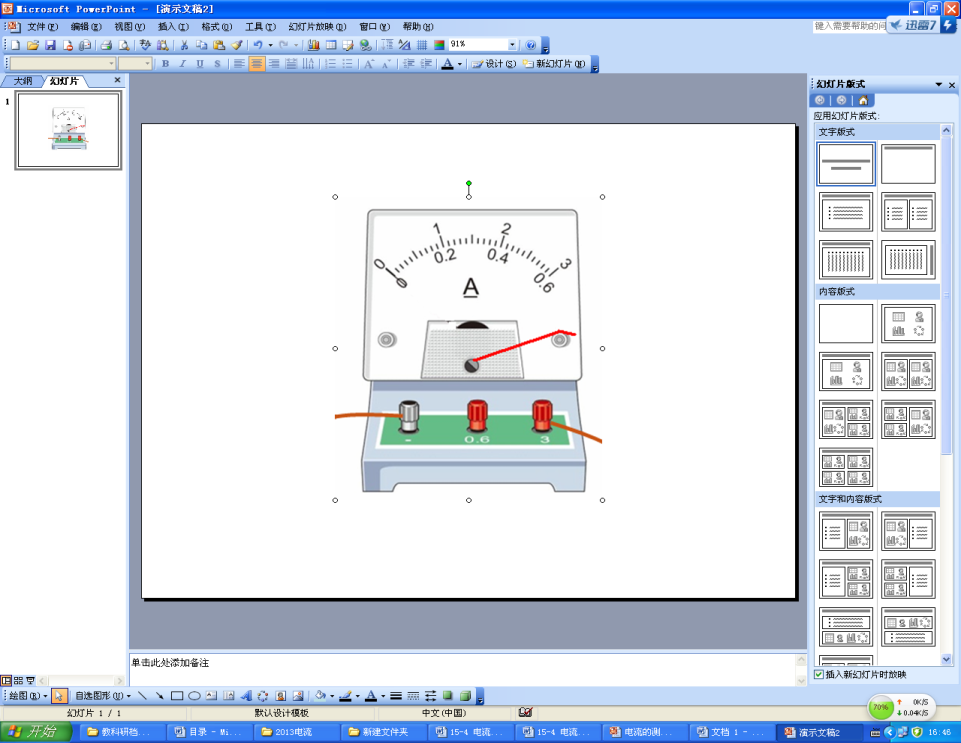 Microsoft PowerPoint - [演示文稿2]
文件(F) 编辑(E) 视图(V) 插入(I) 格式(O) 工具(T) 幻灯片放映(D) 窗口(W) 帮助(H)
键入需要帮助的问
迅雷7
91%
B I U S
A
设计(S) 新幻灯片(N)
大纲 幻灯片
1
幻灯片版式
应用幻灯片版式:
文字版式
内容版式
文字和内容版式
插入新幻灯片时放映
0 1 2 3
0 0.2 0.4 0.6
A
- 0.6 3
单击此处添加备注
绘图(R) 自选图形(U)
幻灯片 1 / 1 默认设计模板 中文(中国)
70% 0K/S
0.04K/S
开始 教科研档... 目录 - Mi... 2013电流 新建文件夹 15-4 电流... 15-4 电流... 电流的测... 文档 1 - ... 演示文稿2 16:46